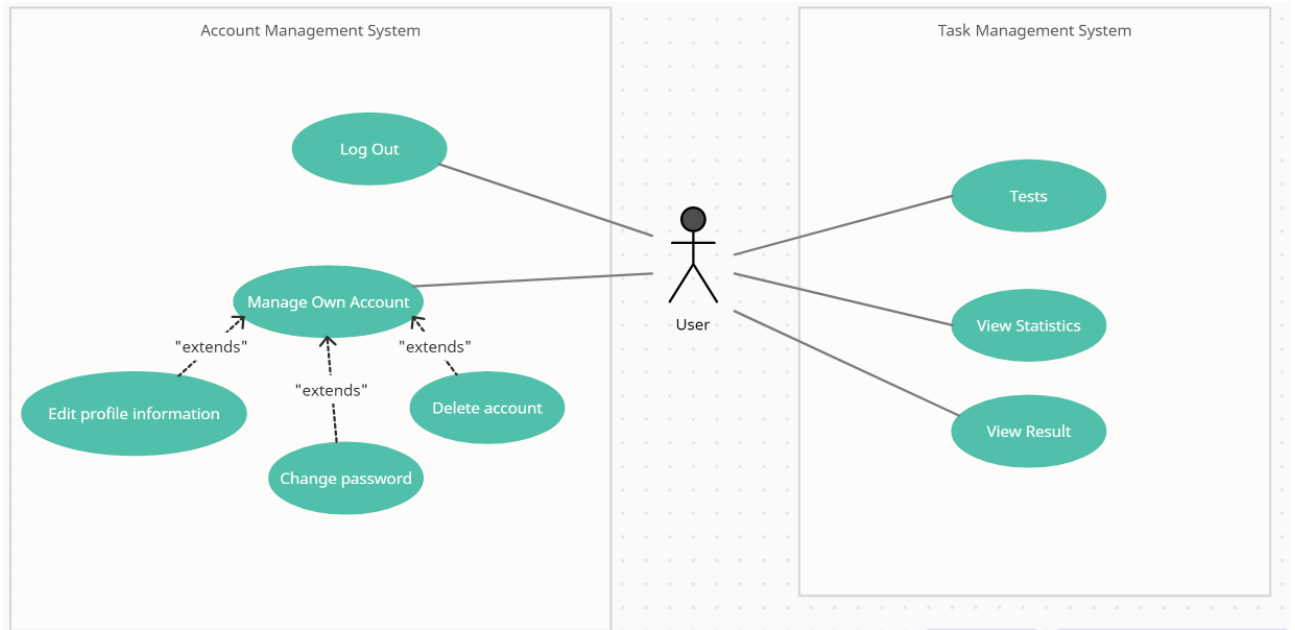 Account Management System
Task Management System
Log Out
Tests
Manage Own Account
User
View Statistics
"extends"
"extends"
"extends"
Edit profile information
Delete account
View Result
Change password